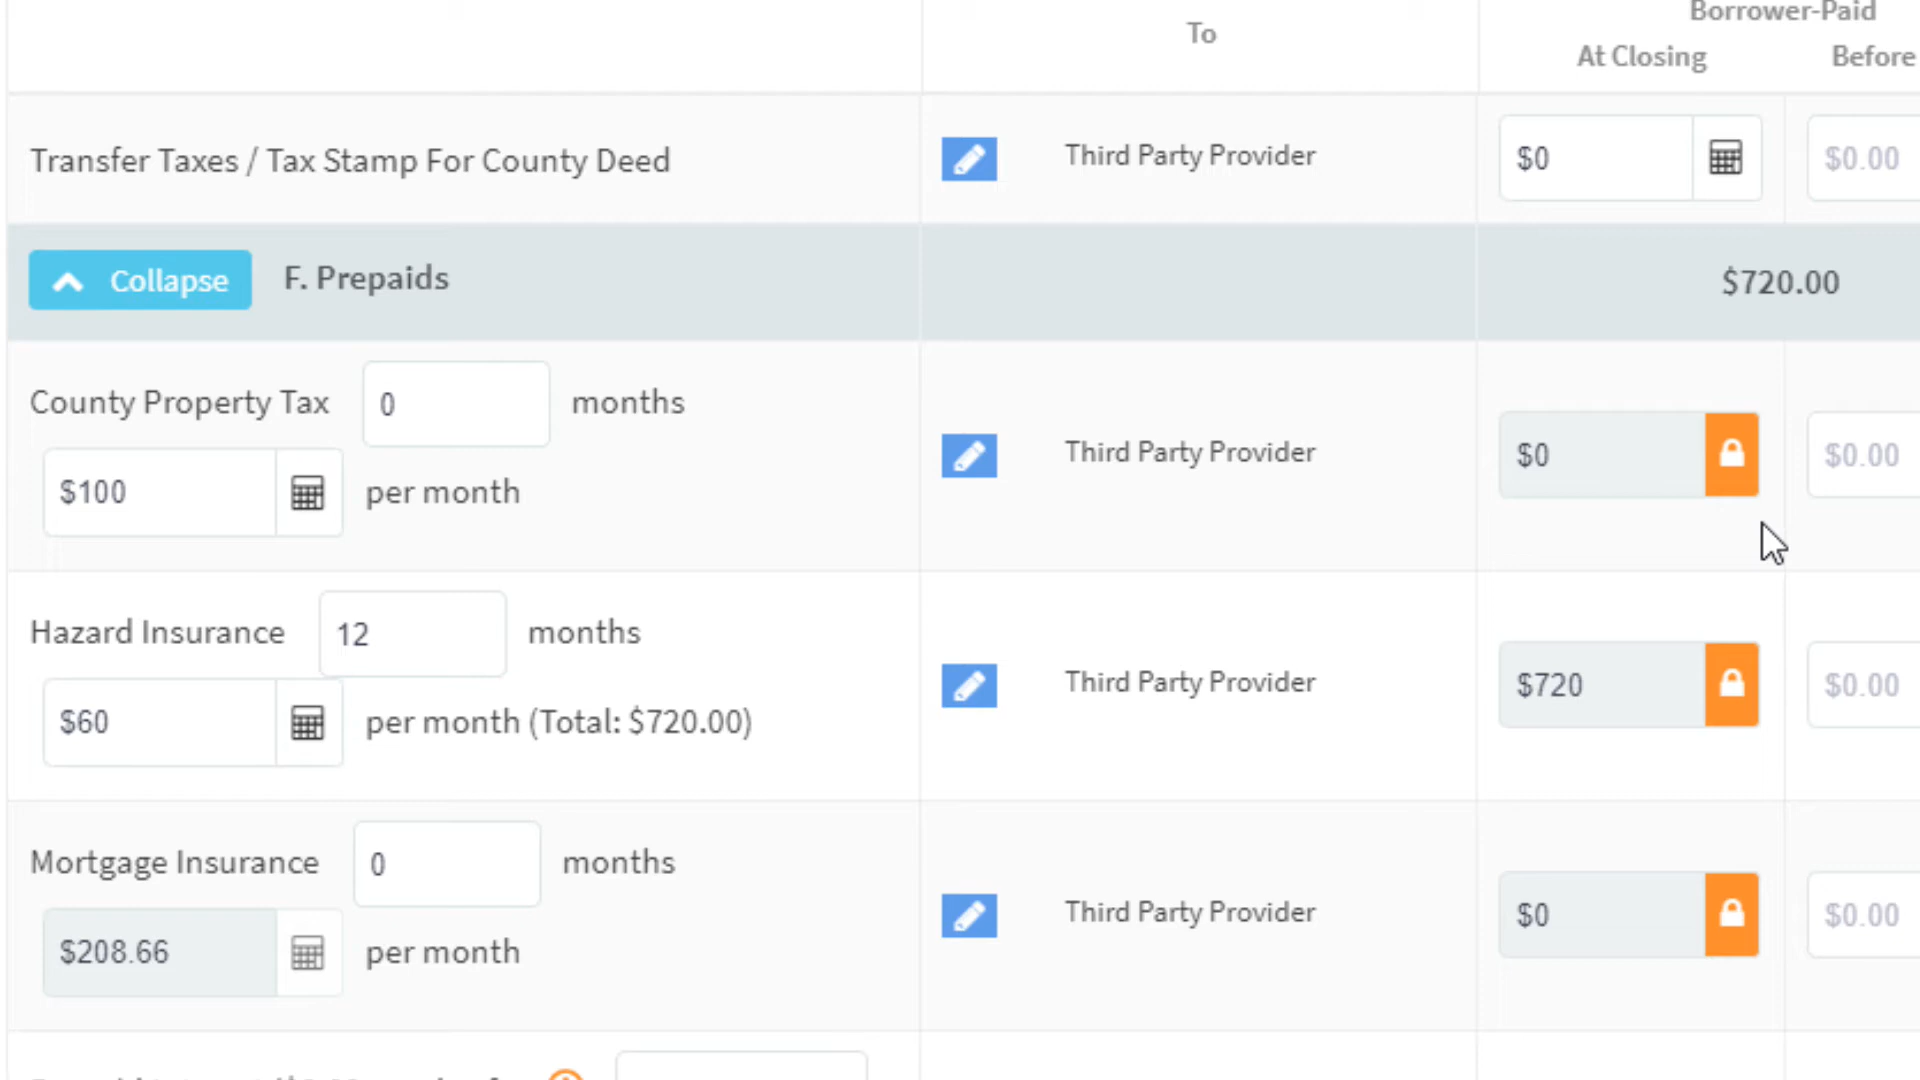 Borrower-Paid
To
At Closing
Before
Transfer Taxes / Tax Stamp For County Deed
Third Party Provider
$0
$0.00
Collapse
F. Prepaids
$720.00
County Property Tax
0
months
Third Party Provider
$0
$0.00
$100
per month
Hazard Insurance
12
months
Third Party Provider
$720
$0.00
$60
per month (Total: $720.00)
Mortgage Insurance
0
months
Third Party Provider
$0
$0.00
$208.66
per month